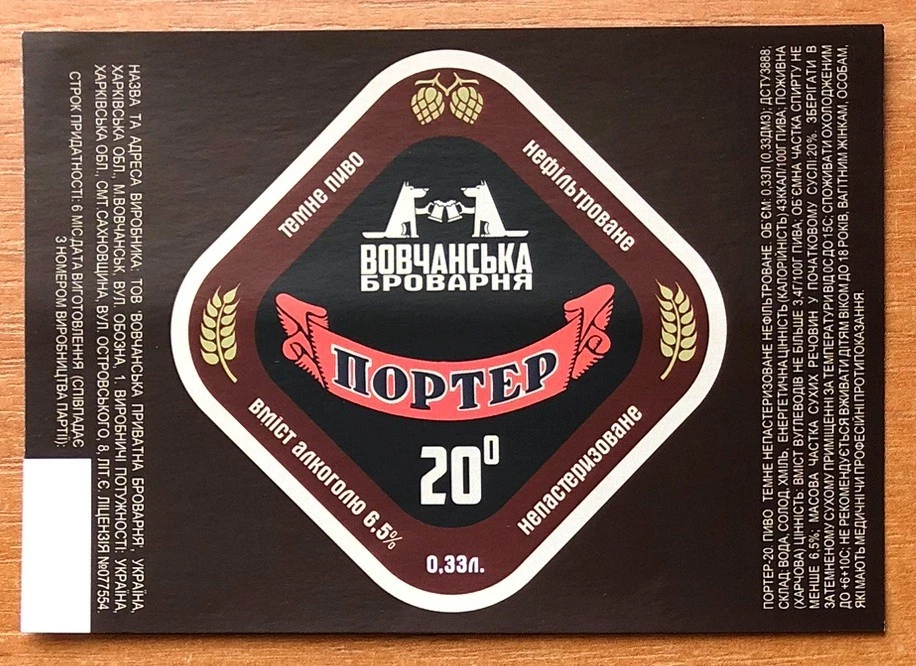 НАЗВА ТА АДРЕСА ВИРОБНИКА: ТОВ ВОВЧАНСЬКА ПРИВАТНА БРОВАРНЯ, УКРАЇНА,
ХАРКІВСЬКА ОБЛ., М.ВОВЧАНСЬК ВУЛ. ОБОЗНА, 1. ВИРОБНИЧІ ПОТУЖНОСТІ: УКРАЇНА,
ХАРКІВСЬКА ОБЛ., СМТ.САХНОВЩИНА, ВУЛ. ОСТРОВСЬКОГО, 8, ЛІТ.Є, ЛІЦЕНЗІЯ №077554,
СТРОК ПРИДАТНОСТІ: 6 МІС.ДАТА ВИГОТОВЛЕННЯ (СПІВПАДАЄ
З НОМЕРОМ ВИРОБНИЦТВА ПАРТІЇ):
темне пиво
нефільтроване
ВОВЧАНСЬКА
БРОВАРНЯ
ПОРТЕР
20⁰
вміст алкоголю 6,5%
непастеризоване
0,33л.
ПОРТЕР-20 ПИВО ТЕМНЕ НЕПАСТЕРИЗОВАНЕ НЕФІЛЬТРОВАНЕ. ОБ'ЄМ: 0,33Л (0,33ДМ3); ДСТУ3888;
СКЛАД:ВОДА,СОЛОД,ХМІЛЬ. ЕНЕРГЕТИЧНА ЦІННІСТЬ (КАЛОРІЙНІСТЬ) 43ККАЛ/100Г ПИВА; ПОЖИВНА
(ХАРЧОВА) ЦІННІСТЬ: ВМІСТ ВУГЛЕВОДІВ НЕ БІЛЬШЕ 3,4Г/100Г ПИВА, ОБ'ЄМНА ЧАСТКА СПИРТУ НЕ
МЕНШЕ 6,5%; МАСОВА ЧАСТКА СУХИХ РЕЧОВИН У ПОЧАТКОВОМУ СУСЛІ:20%. ЗБЕРІГАТИ В
ЗАТЕМНЕНОМУ СУХОМУ ПРИМІЩЕННІ ЗА ТЕМПЕРАТУРИ ВІД 0С ДО 15С; СПОЖИВАТИ ОХОЛОДЖЕНИМ
ДО +6+10С; НЕ РЕКОМЕНДУЄТЬСЯ ВЖИВАТИ ДІТЯМ ВІКОМ ДО 18 РОКІВ, ВАГІТНИМ ЖІНКАМ, ОСОБАМ,
ЯКІ МАЮТЬ МЕДИЧНІ ЧИ ПРОФЕСІЙНІ ПРОТИПОКАЗАННЯ.